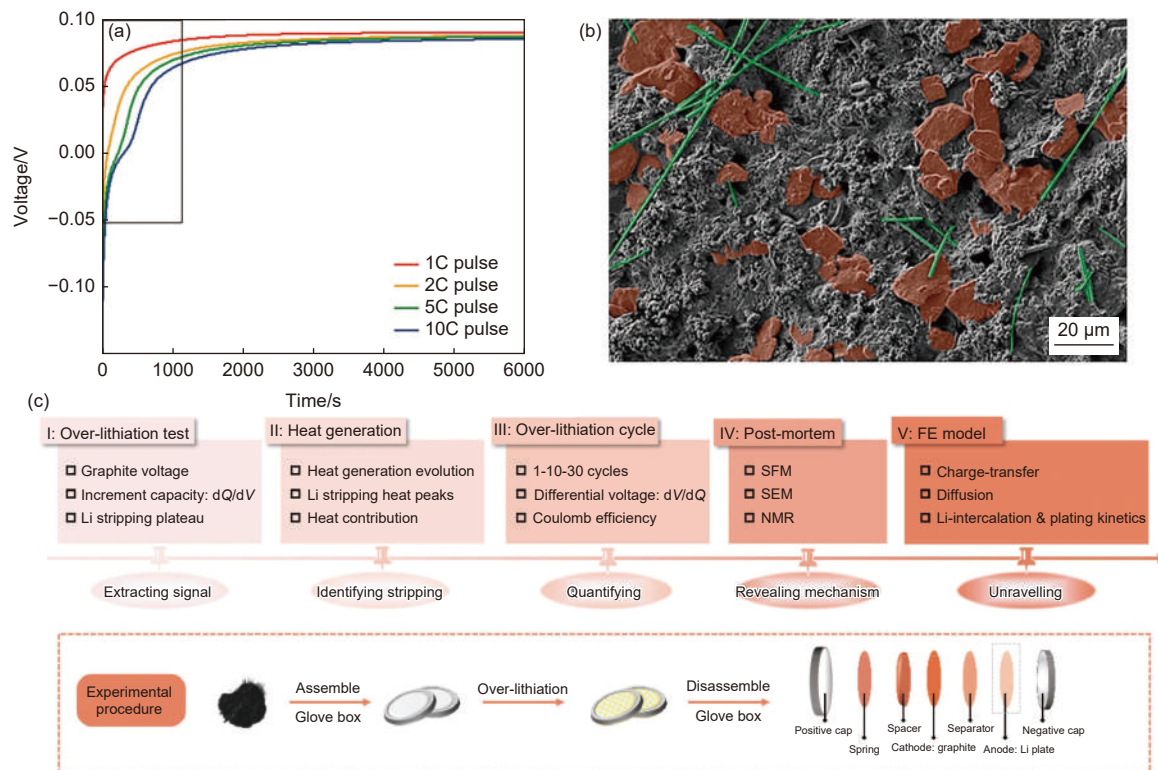 (a)
0.10
0.05
0.00
−0.05
−0.10
Voltage/V
1C pulse
2C pulse
5C pulse
10C pulse
0 1000 2000 3000 4000 5000 6000
Time/s
(b)
20 μm
(c)
I: Over-lithiation test
Graphite voltage
Increment capacity: dQ/dV
Li stripping plateau
Extracting signal
II: Heat generation
Heat generation evolution
Li stripping heat peaks
Heat contribution
Identifying stripping
III: Over-lithiation cycle
1-10-30 cycles
Differential voltage: dV/dQ
Coulomb efficiency
Quantifying
IV: Post-mortem
SFM
SEM
NMR
Revealing mechanism
V: FE model
Charge-transfer
Diffusion
Li-intercalation & plating kinetics
Unravelling
Experimental
procedure
Assemble
Glove box
Over-lithiation
Disassemble
Glove box
Positive cap
Spring
Spacer
Cathode: graphite
Separator
Anode: Li plate
Negative cap